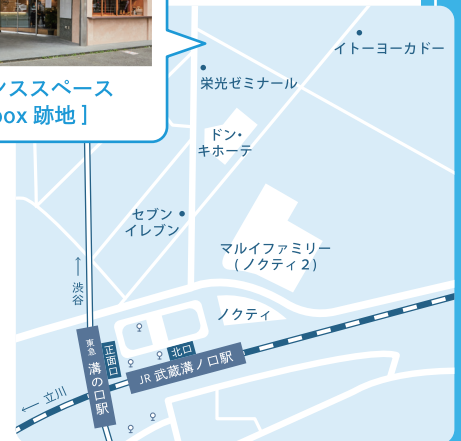 ンススペース
box 跡地 ]
イトーヨーカドー
栄光ゼミナール
ドン・
キホーテ
セブン
イレブン
マルイファミリー
( ノクティ２)
←渋谷
ノクティ
東急
溝の口駅
正面口
北口
JR 武蔵溝ノ口駅
←立川